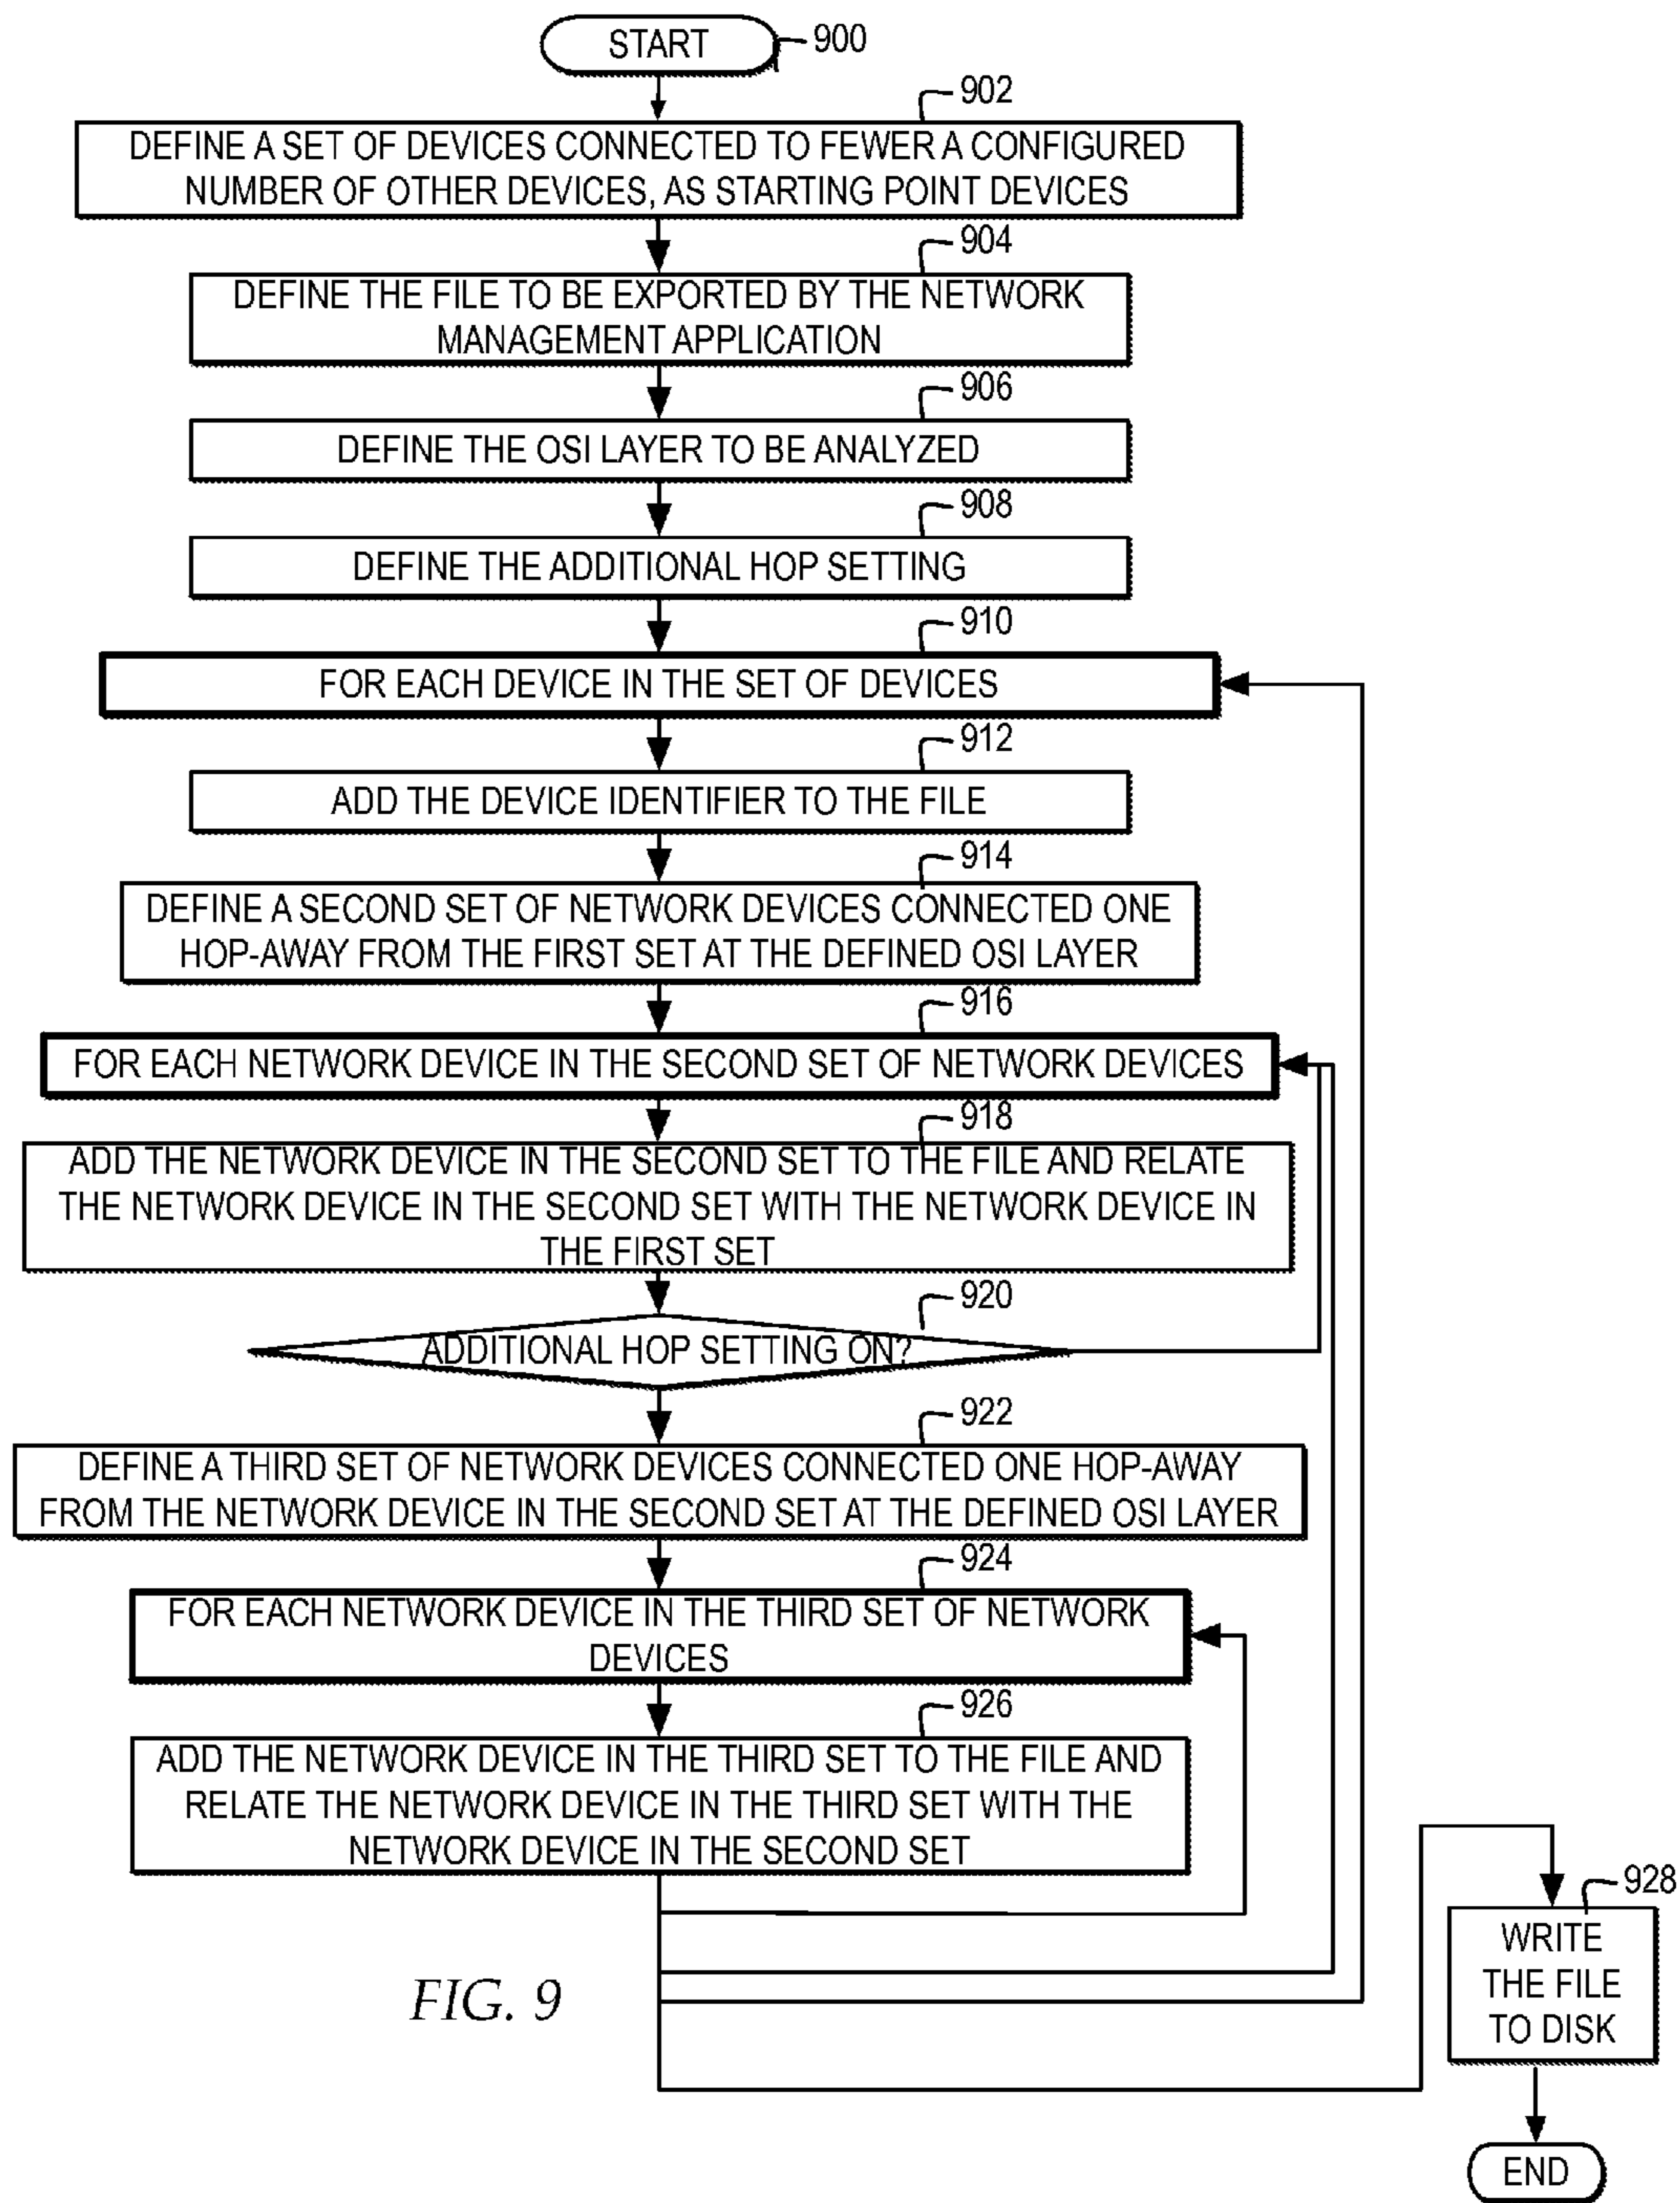 START
900
902
DEFINE A SET OF DEVICES CONNECTED TO FEWER A CONFIGURED
NUMBER OF OTHER DEVICES, AS STARTING POINT DEVICES
904
DEFINE THE FILE TO BE EXPORTED BY THE NETWORK
MANAGEMENT APPLICATION
906
DEFINE THE OSI LAYER TO BE ANALYZED
908
DEFINE THE ADDITIONAL HOP SETTING
910
FOR EACH DEVICE IN THE SET OF DEVICES
912
ADD THE DEVICE IDENTIFIER TO THE FILE
914
DEFINE A SECOND SET OF NETWORK DEVICES CONNECTED ONE
HOP-AWAY FROM THE FIRST SET AT THE DEFINED OSI LAYER
916
FOR EACH NETWORK DEVICE IN THE SECOND SET OF NETWORK DEVICES
918
ADD THE NETWORK DEVICE IN THE SECOND SET TO THE FILE AND RELATE
THE NETWORK DEVICE IN THE SECOND SET WITH THE NETWORK DEVICE IN
THE FIRST SET
920
ADDITIONAL HOP SETTING ON?
922
DEFINE A THIRD SET OF NETWORK DEVICES CONNECTED ONE HOP-AWAY
FROM THE NETWORK DEVICE IN THE SECOND SET AT THE DEFINED OSI LAYER
924
FOR EACH NETWORK DEVICE IN THE THIRD SET OF NETWORK
DEVICES
926
ADD THE NETWORK DEVICE IN THE THIRD SET TO THE FILE AND
RELATE THE NETWORK DEVICE IN THE THIRD SET WITH THE
NETWORK DEVICE IN THE SECOND SET
928
WRITE
THE FILE
TO DISK
FIG. 9
END